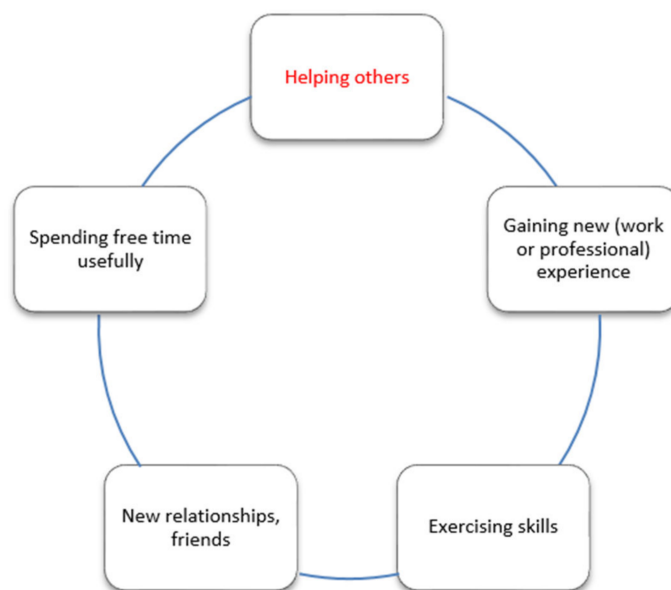 Helping others
Gaining new (work
or professional)
experience
Exercising skills
New relationships,
friends
Spending free time
usefully